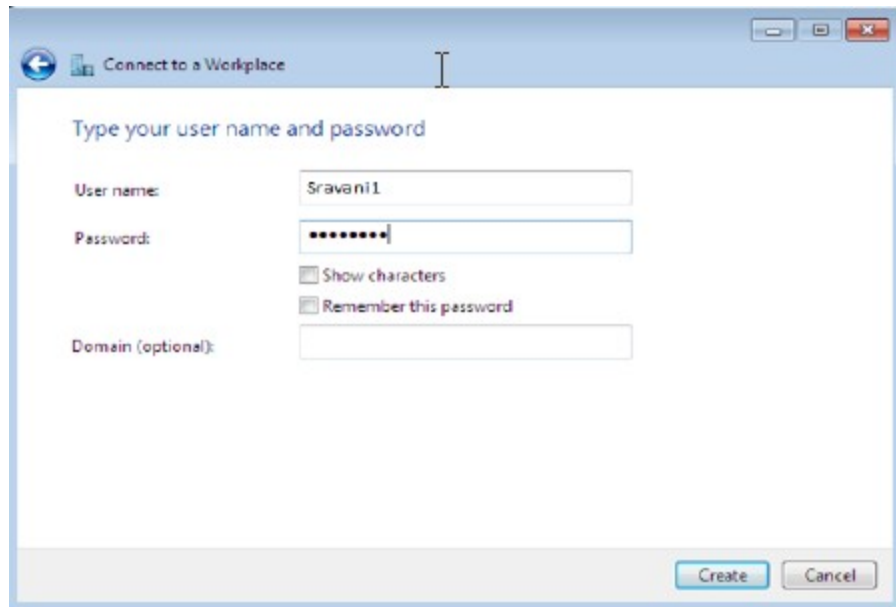 Connect to a Workplace
Type your user name and password
User name: Sravani1
Password: ••••••••
Show characters
Remember this password
Domain (optional):
Create Cancel